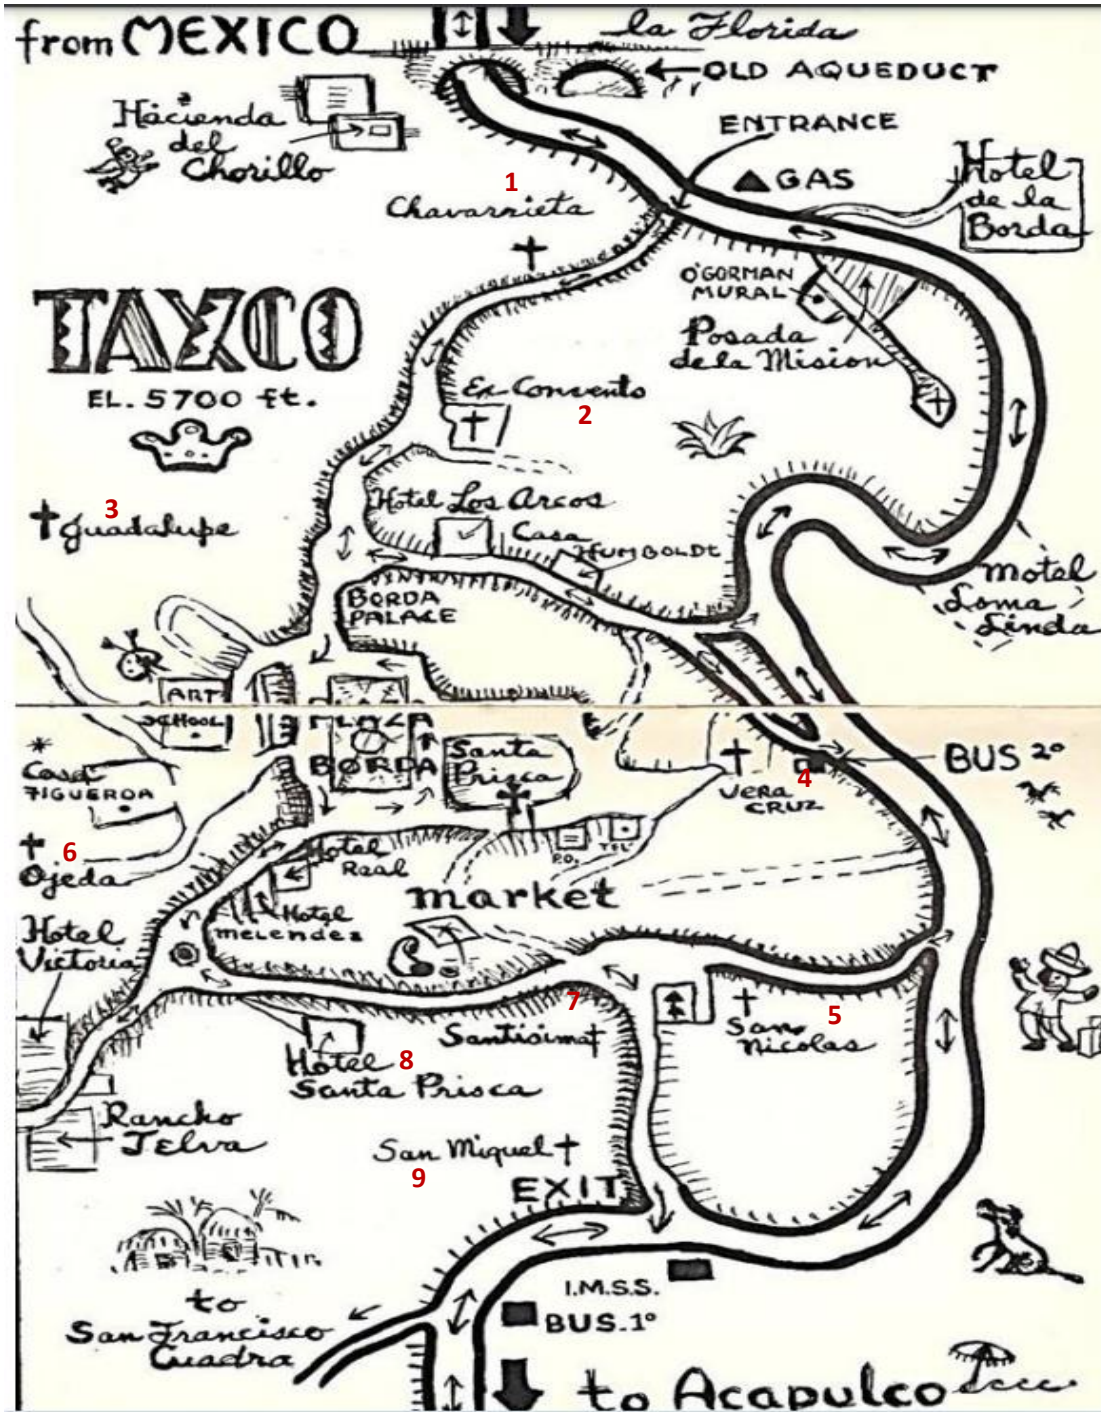 from MEXICO
la Florida
OLD AQUEDUCT
Hacienda
del
Chorillo
ENTRANCE
1
GAS
Hotel
de la
Borda
Chavarrieta
O'GORMAN
MURAL
Posada
de la Mision
TAXCO
EL. 5700 ft.
Ex Convento
2
3
Guadalupe
Hotel Los Arcos
Casa
HUMBOLDT
Motel
Loma
Linda
BORDA
PALACE
ART
SCHOOL
PLAZA
BORDA
Santa
Prisca
BUS 2º
4
VERA
CRUZ
Casa
FIGUEROA
6
Ojeda
Hotel
Real
P.O.
TEL.
market
Hotel
MELENDEZ
Hotel
Victoria
7
5
San
Nicolas
Santisima
Hotel 8
Santa Prisca
Rancho
Telva
San Miquel
9
EXIT
I.M.S.S.
BUS.1º
to
San Francisco
Cuadra
to Acapulco